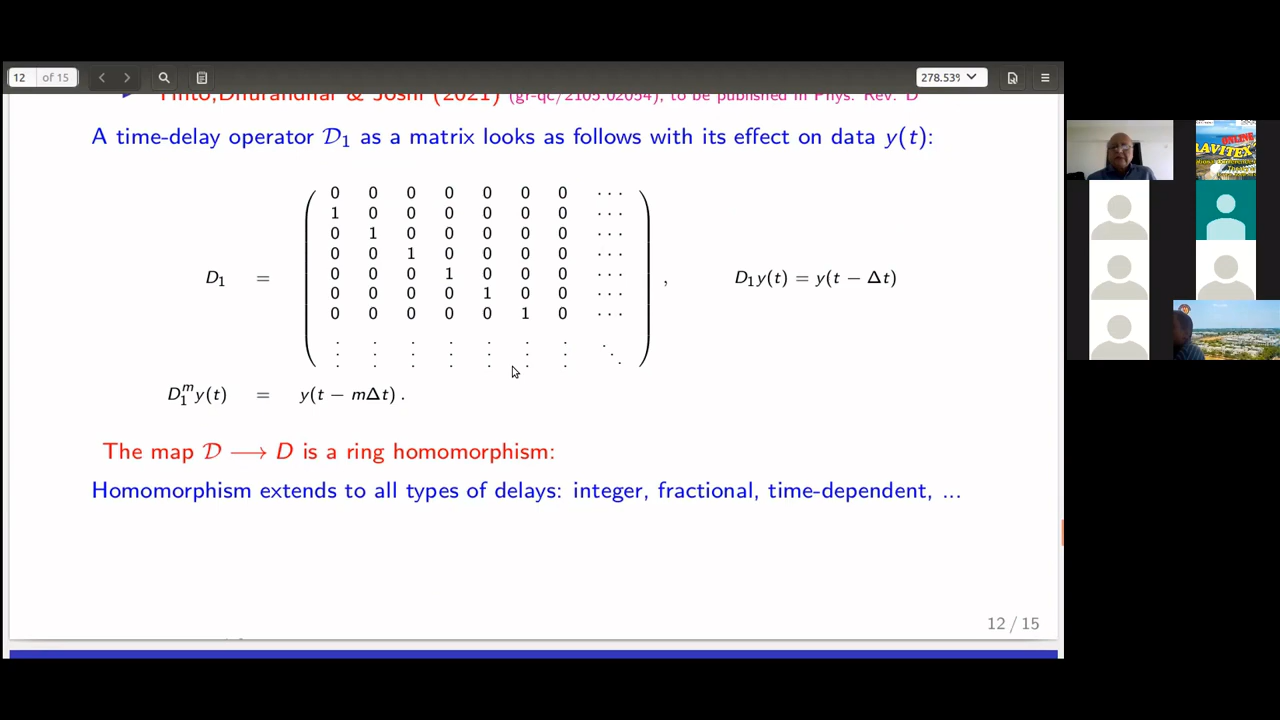 12 of 15
278.53%
(gr-qc/2105.02054), to be published in Phys. Rev. D
A time-delay operator 𝒟₁ as a matrix looks as follows with its effect on data y(t):
0 0 0 0 0 0 0 ···
1 0 0 0 0 0 0 ···
0 1 0 0 0 0 0 ···
0 0 1 0 0 0 0 ···
D₁ = , D₁y(t) = y(t − Δt)
0 0 0 1 0 0 0 ···
0 0 0 0 1 0 0 ···
0 0 0 0 0 1 0 ···
⋮ ⋮ ⋮ ⋮ ⋮ ⋮ ⋮ ⋱
D₁ᵐy(t) = y(t − mΔt) .
The map 𝒟 ⟶ D is a ring homomorphism:
Homomorphism extends to all types of delays: integer, fractional, time-dependent, ...
12 / 15
ONLINE